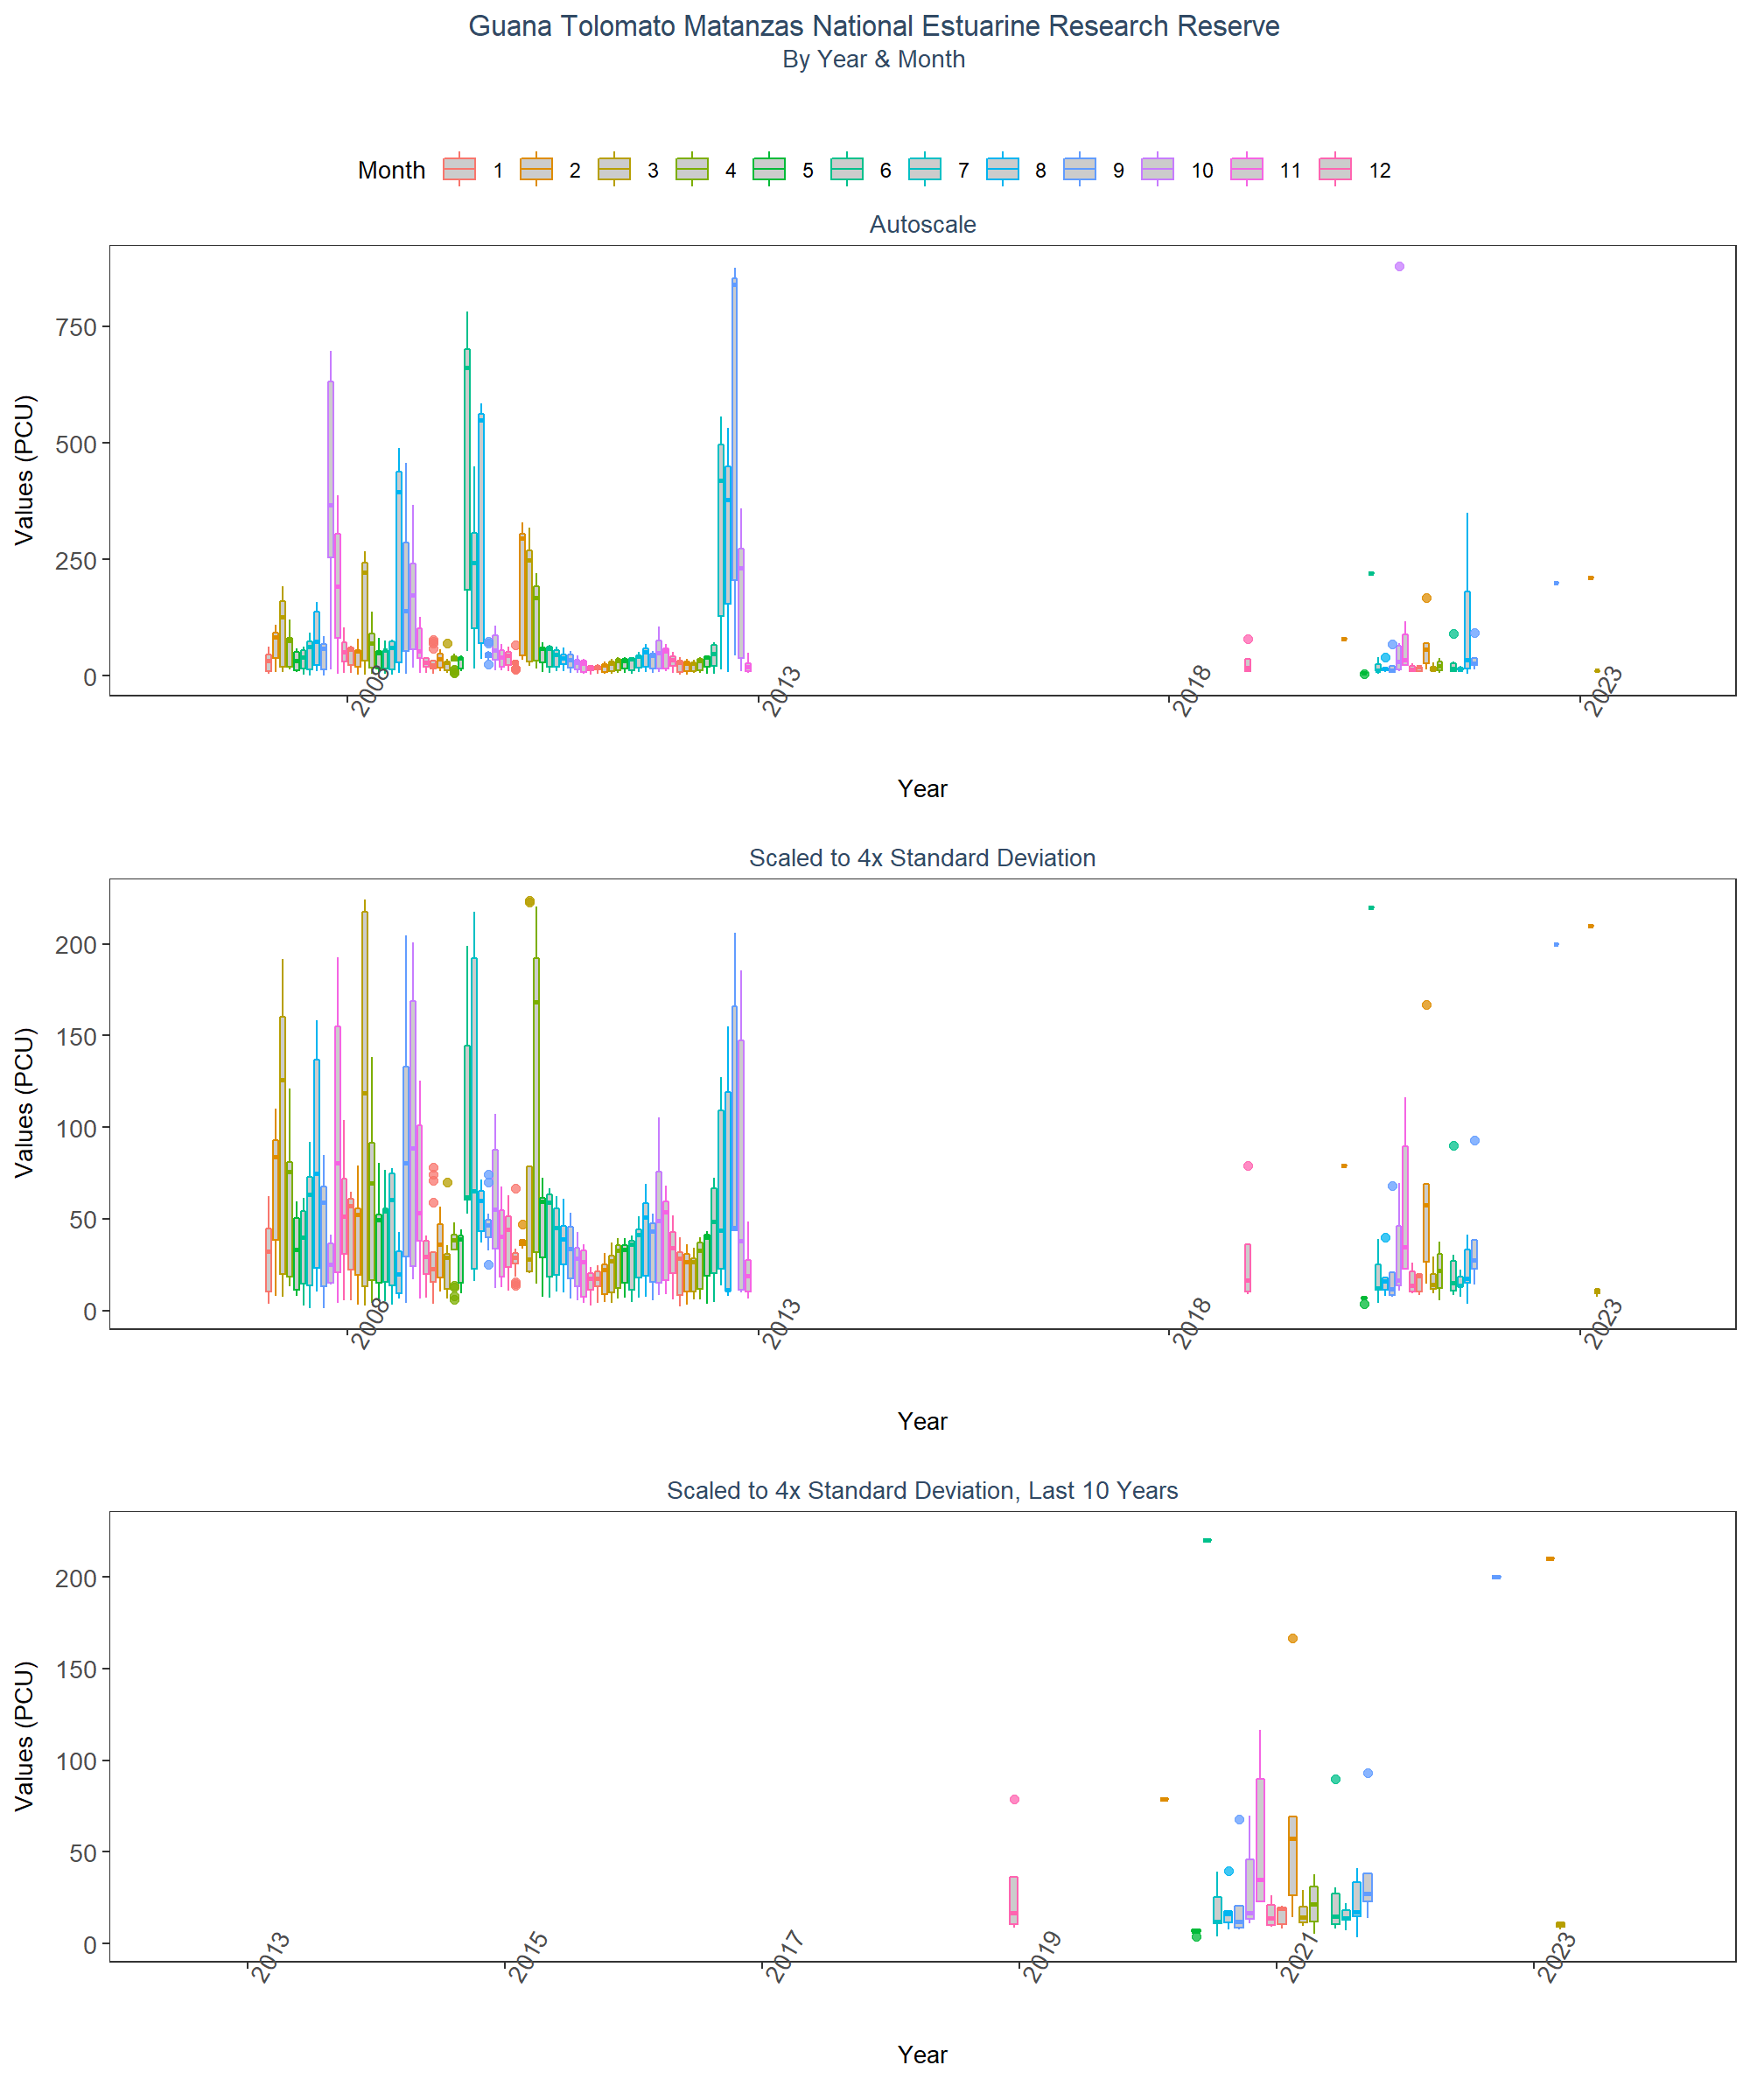 Guana Tolomato Matanzas National Estuarine Research Reserve
By Year & Month
Month 1 2 3 4 5 6 7 8 9 10 11 12
Autoscale
Values (PCU)
750
500
250
0
2008 2013 2018 2023
Year
Scaled to 4x Standard Deviation
Values (PCU)
200
150
100
50
0
2008 2013 2018 2023
Year
Scaled to 4x Standard Deviation, Last 10 Years
Values (PCU)
200
150
100
50
0
2013 2015 2017 2019 2021 2023
Year